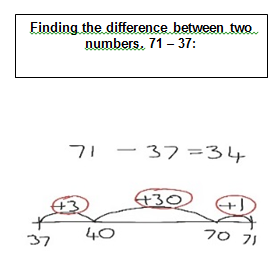 Finding the difference between two
numbers. 71 – 37:
71 - 37 = 34
+3 +30 +1
37 40 70 71